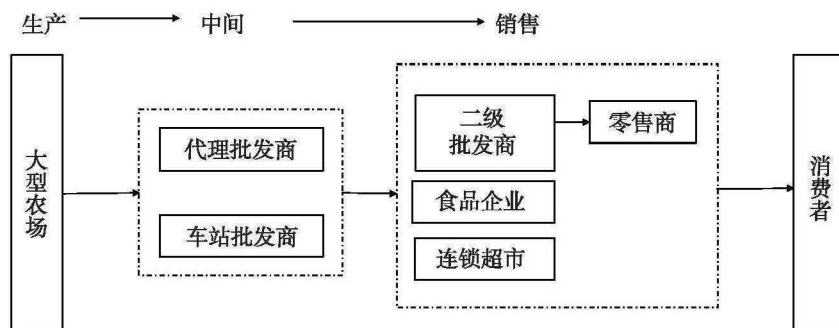 生产 中间 销售
大型农场
代理批发商
车站批发商
二级
批发商
零售商
食品企业
连锁超市
消费者